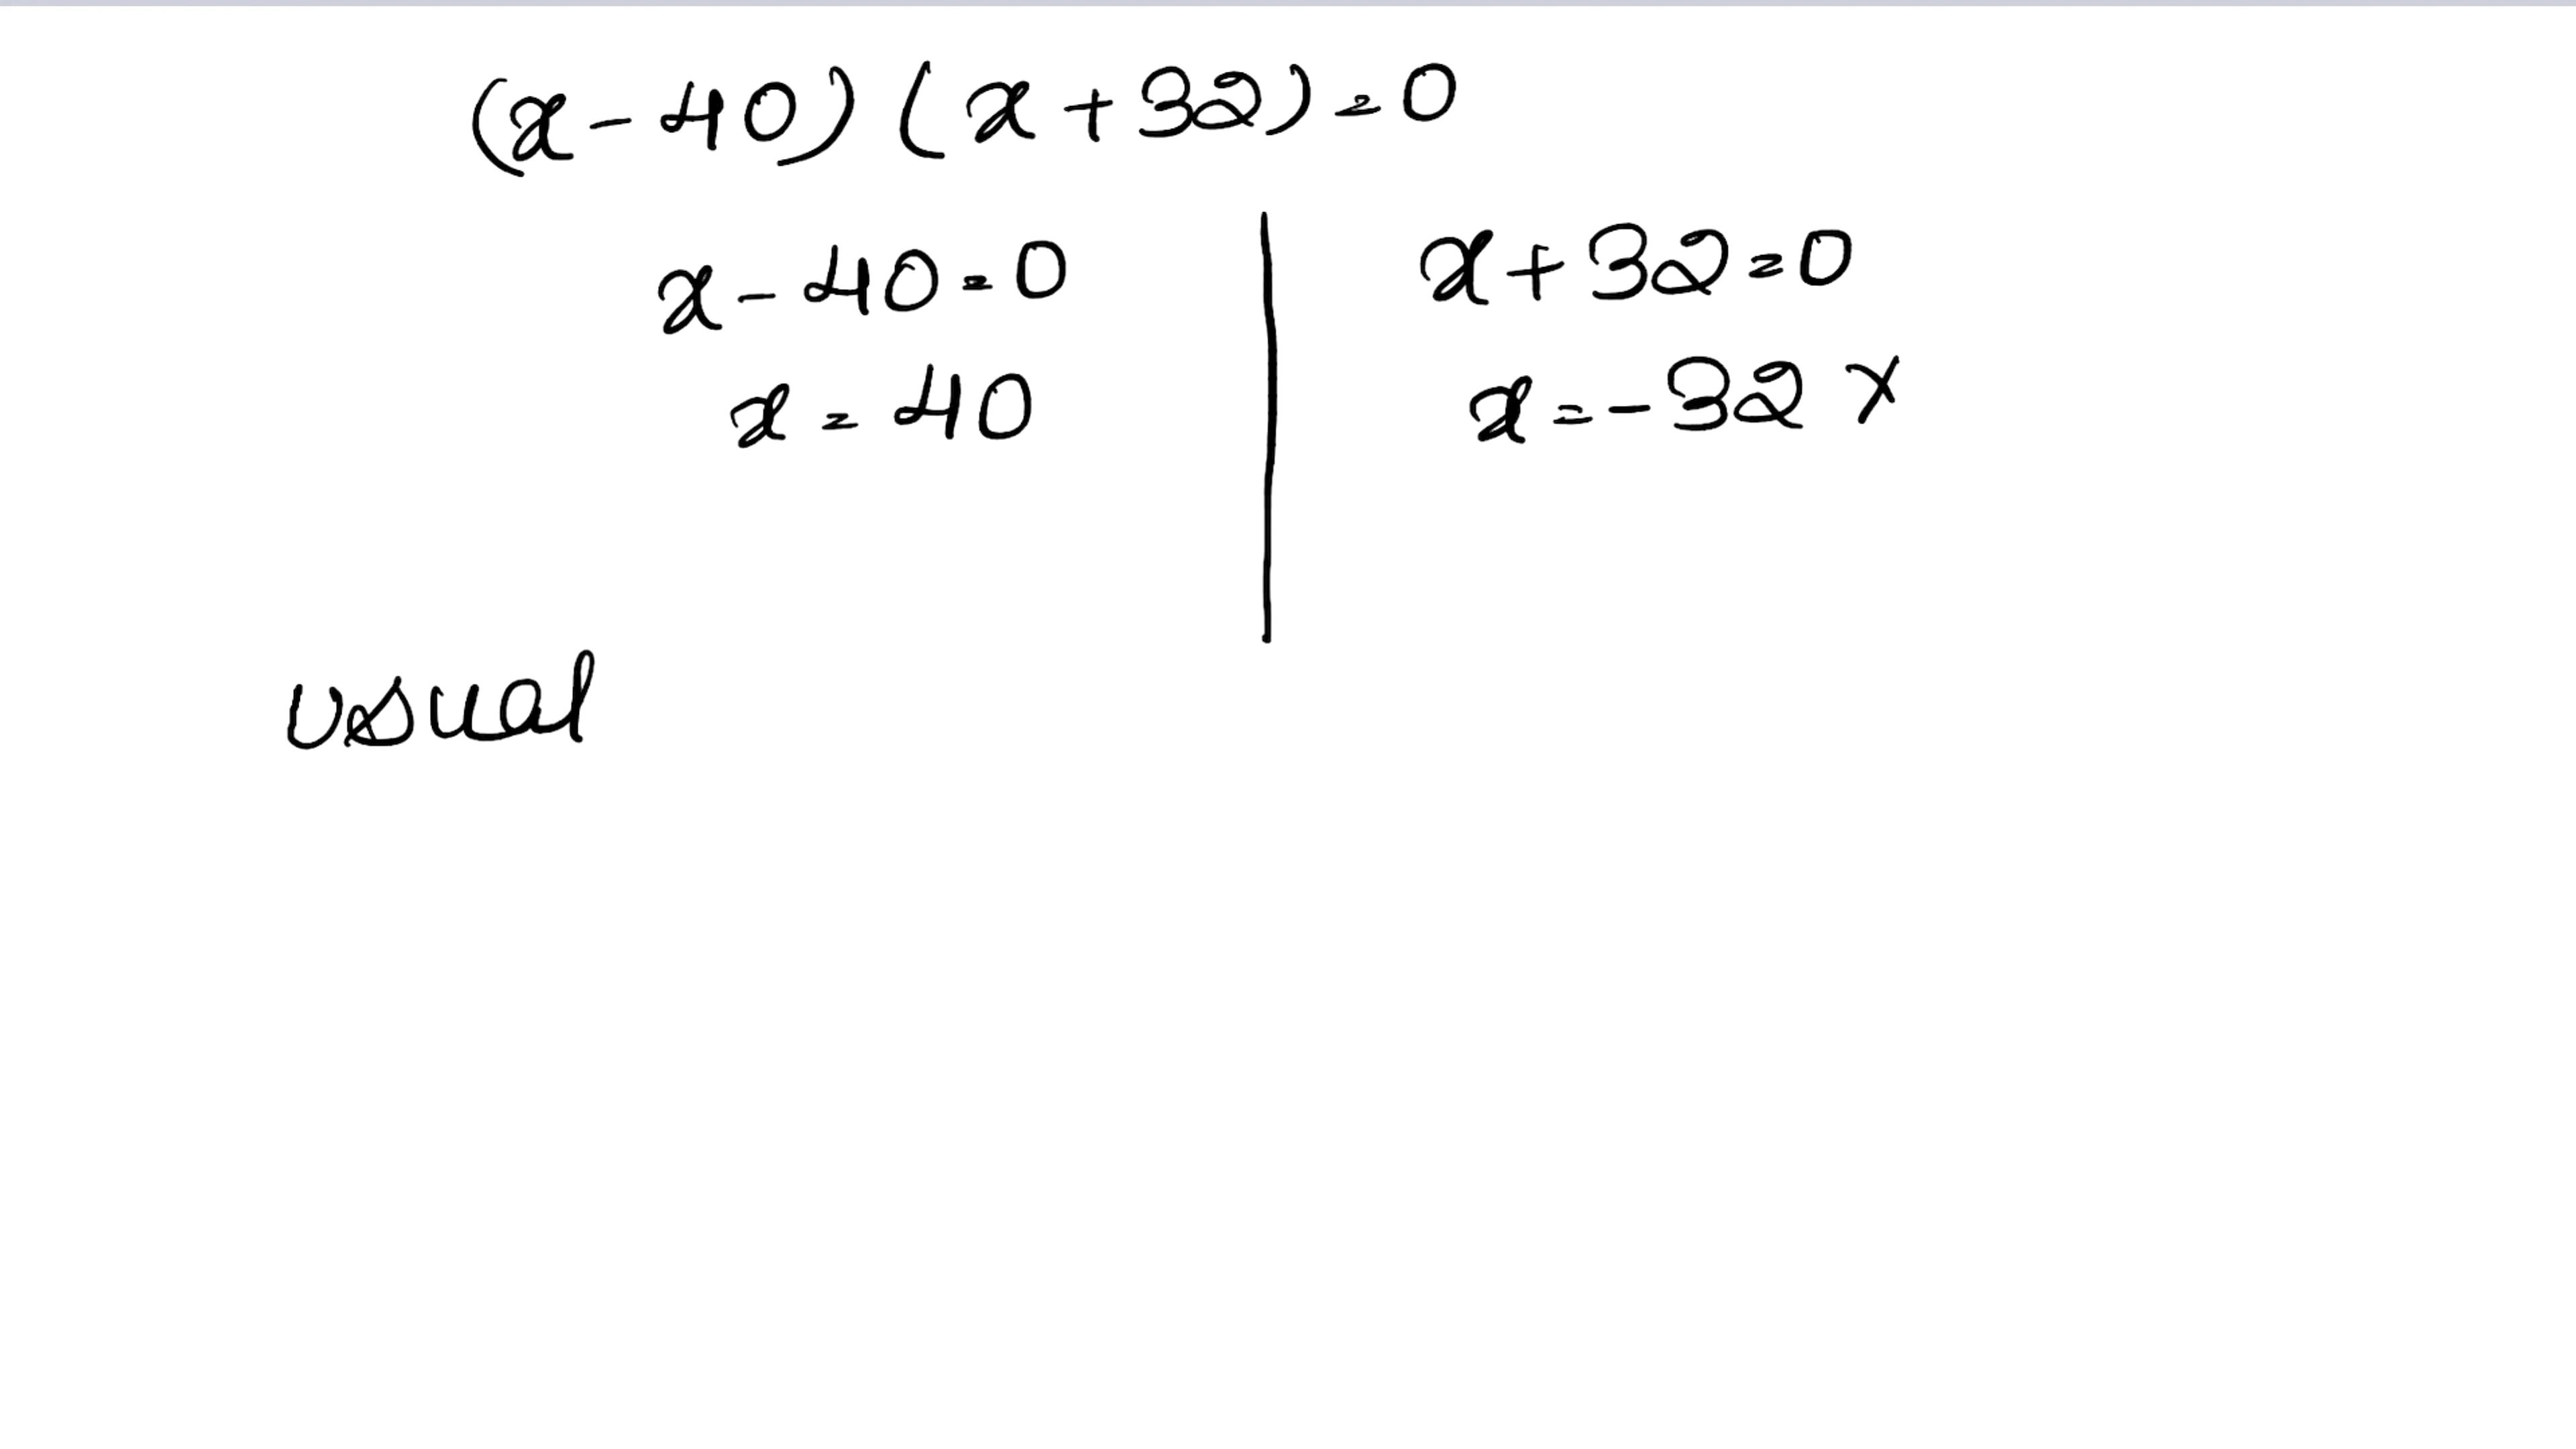 (x-40)(x+32)=0
x-40=0
x=40
x+32=0
x=-32 ×
usual